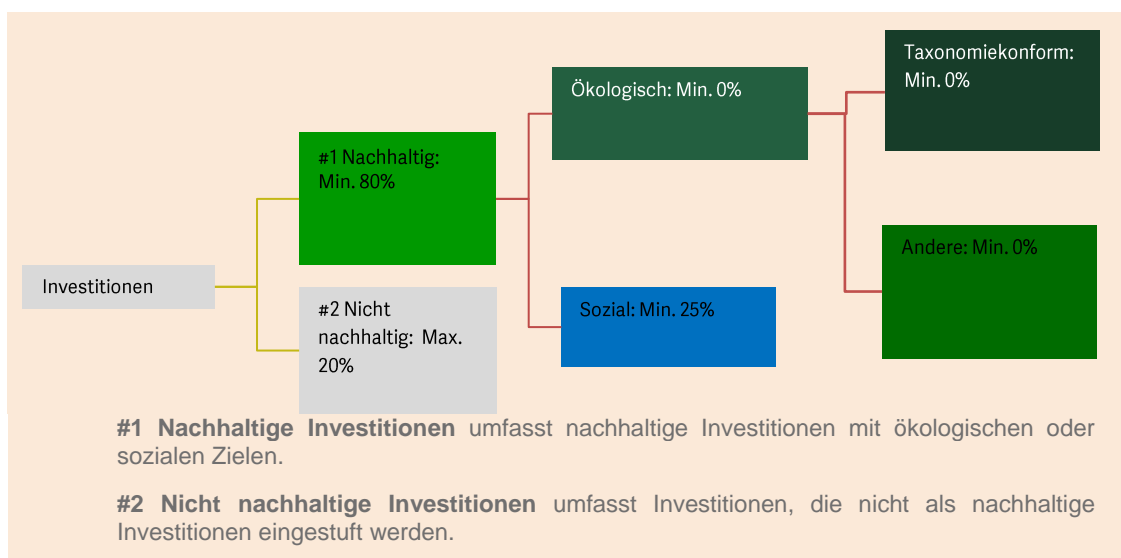 Investitionen
#1 Nachhaltig:
Min. 80%
#2 Nicht
nachhaltig: Max.
20%
Ökologisch: Min. 0%
Sozial: Min. 25%
Taxonomiekonform:
Min. 0%
Andere: Min. 0%
#1 Nachhaltige Investitionen umfasst nachhaltige Investitionen mit ökologischen oder
sozialen Zielen.
#2 Nicht nachhaltige Investitionen umfasst Investitionen, die nicht als nachhaltige
Investitionen eingestuft werden.